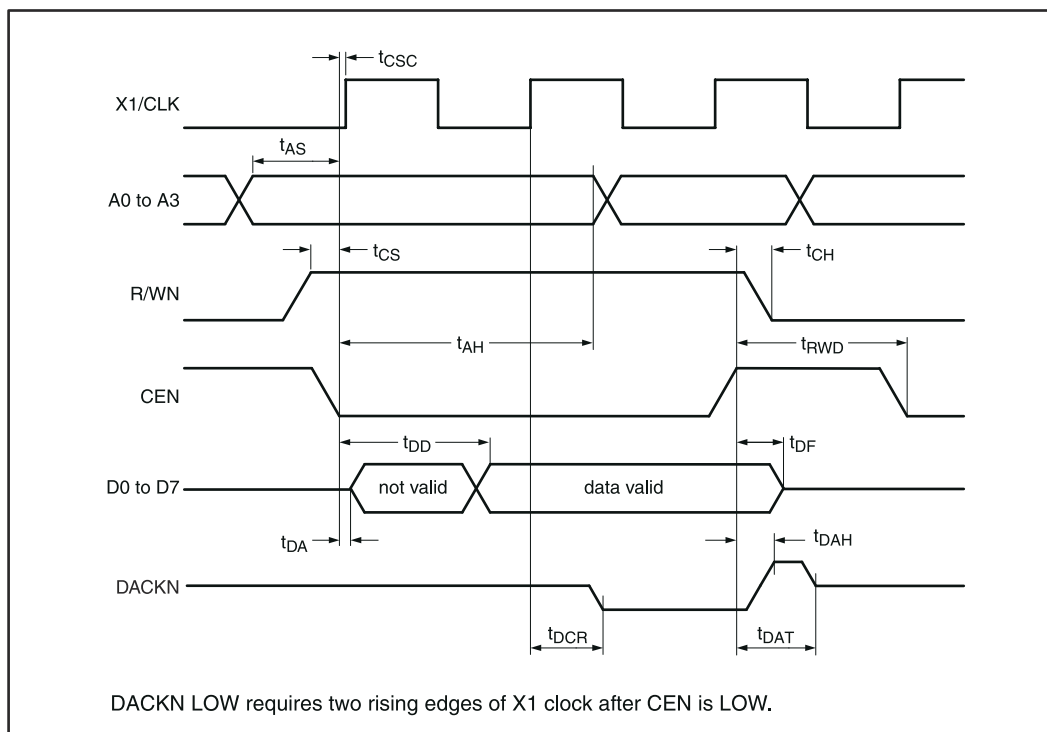 tCSC
X1/CLK
tAS
A0 to A3
tCS
tCH
R/WN
tAH
tRWD
CEN
tDD
tDF
D0 to D7
not valid
data valid
tDA
tDAH
DACKN
tDCR
tDAT
DACKN LOW requires two rising edges of X1 clock after CEN is LOW.